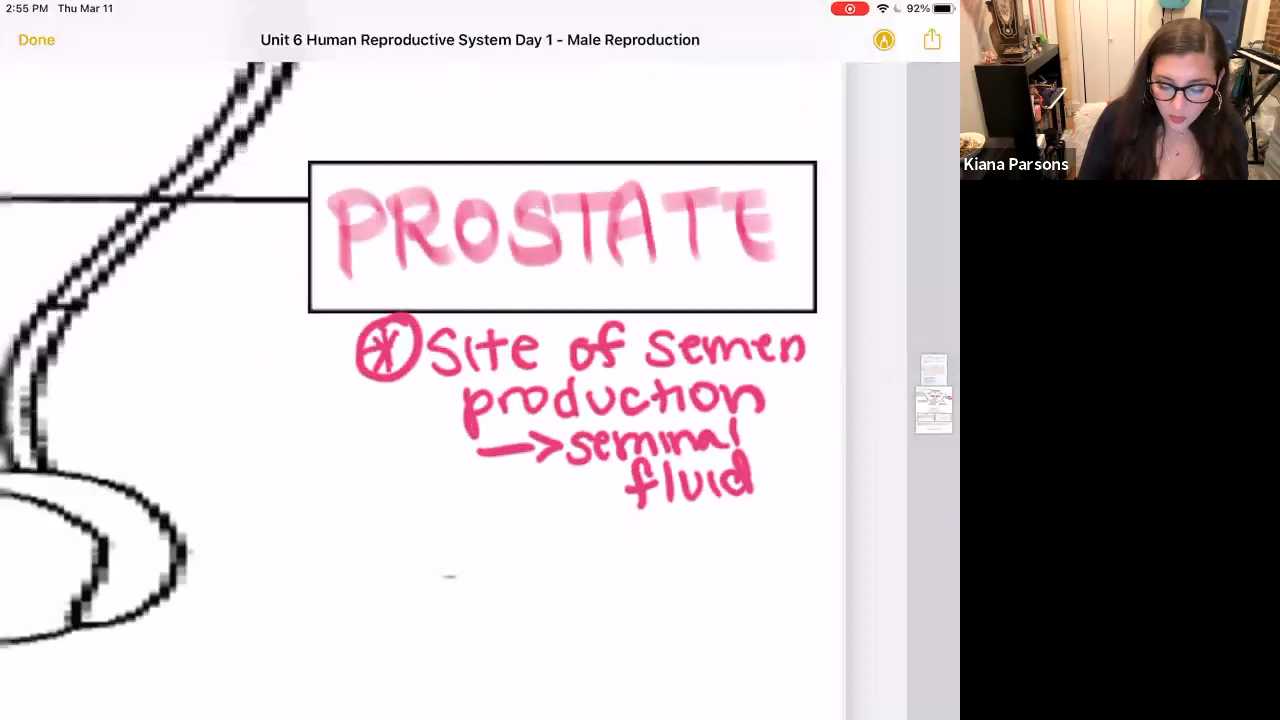 2:55 PM Thu Mar 11
92%
Done
Unit 6 Human Reproductive System Day 1 - Male Reproduction
Kiana Parsons
PROSTATE
* Site of semen
production
→ seminal
fluid